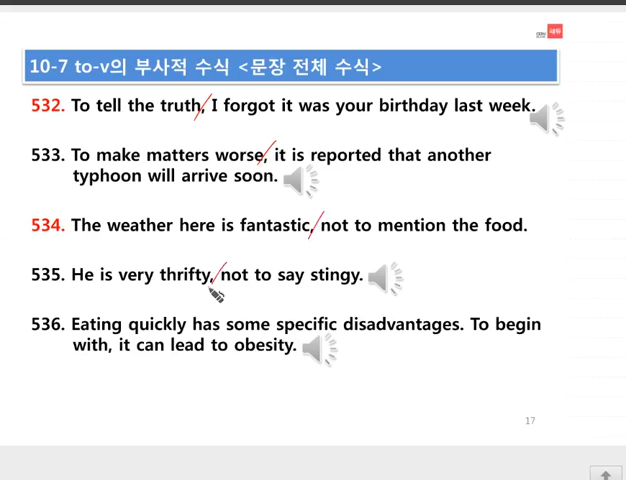 쎄듀
10-7 to-v의 부사적 수식 <문장 전체 수식>
532. To tell the truth, I forgot it was your birthday last week.
533. To make matters worse, it is reported that another
typhoon will arrive soon.
534. The weather here is fantastic, not to mention the food.
535. He is very thrifty, not to say stingy.
536. Eating quickly has some specific disadvantages. To begin
with, it can lead to obesity.
17